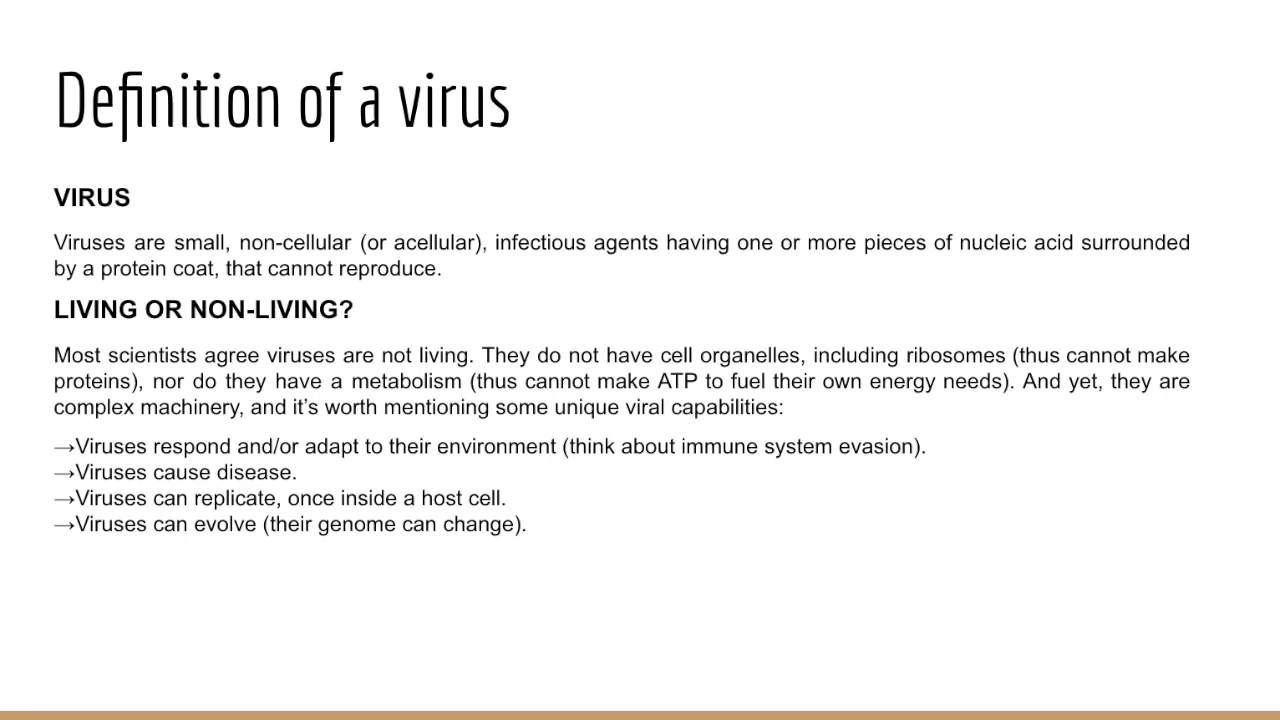 Definition of a virus
VIRUS
Viruses are small, non-cellular (or acellular), infectious agents having one or more pieces of nucleic acid surrounded
by a protein coat, that cannot reproduce.
LIVING OR NON-LIVING?
Most scientists agree viruses are not living. They do not have cell organelles, including ribosomes (thus cannot make
proteins), nor do they have a metabolism (thus cannot make ATP to fuel their own energy needs). And yet, they are
complex machinery, and it’s worth mentioning some unique viral capabilities:
→Viruses respond and/or adapt to their environment (think about immune system evasion).
→Viruses cause disease.
→Viruses can replicate, once inside a host cell.
→Viruses can evolve (their genome can change).